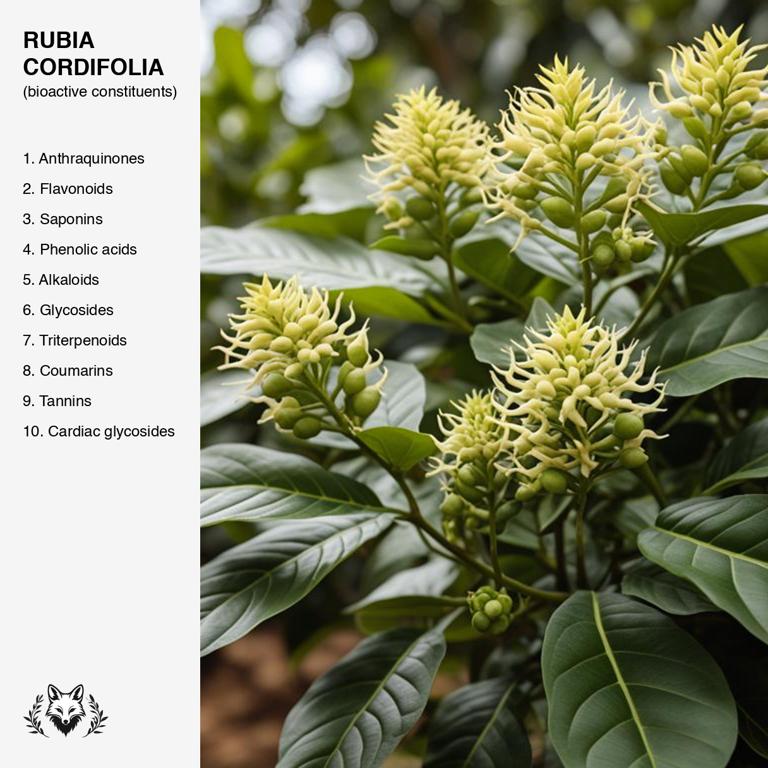 RUBIA
CORDIFOLIA
(bioactive constituents)
1. Anthraquinones
2. Flavonoids
3. Saponins
4. Phenolic acids
5. Alkaloids
6. Glycosides
7. Triterpenoids
8. Coumarins
9. Tannins
10. Cardiac glycosides